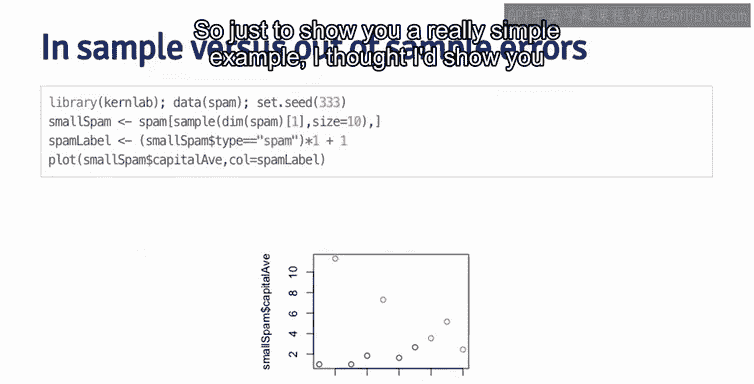 So just to show you a really simple
example, I thought I'd show you
In sample versus out of sample errors
library(kernlab); data(spam); set.seed(333)
smallSpam <- spam[sample(dim(spam)[1],size=10),]
spamLabel <- (smallSpam$type=="spam")*1 + 1
plot(smallSpam$capitalAve,col=spamLabel)
smallSpam$capitalAve
10
8
6
4
2